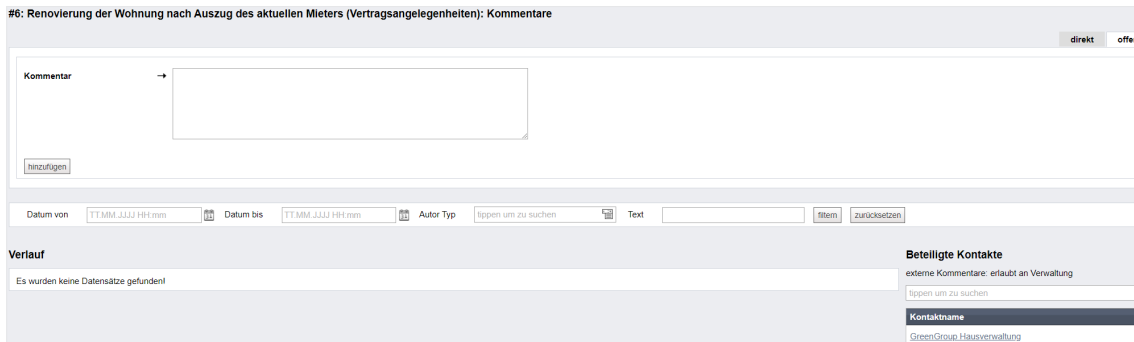 #6: Renovierung der Wohnung nach Auszug des aktuellen Mieters (Vertragsangelegenheiten): Kommentare
direkt
Kommentar →
hinzufügen
Datum von TT.MM.JJJJ HH:mm Datum bis TT.MM.JJJJ HH:mm Autor Typ tippen um zu suchen Text filtern zurücksetzen
Verlauf
Es wurden keine Datensätze gefunden!
Beteiligte Kontakte
externe Kommentare: erlaubt an Verwaltung
tippen um zu suchen
Kontaktname
GreenGroup Hausverwaltung